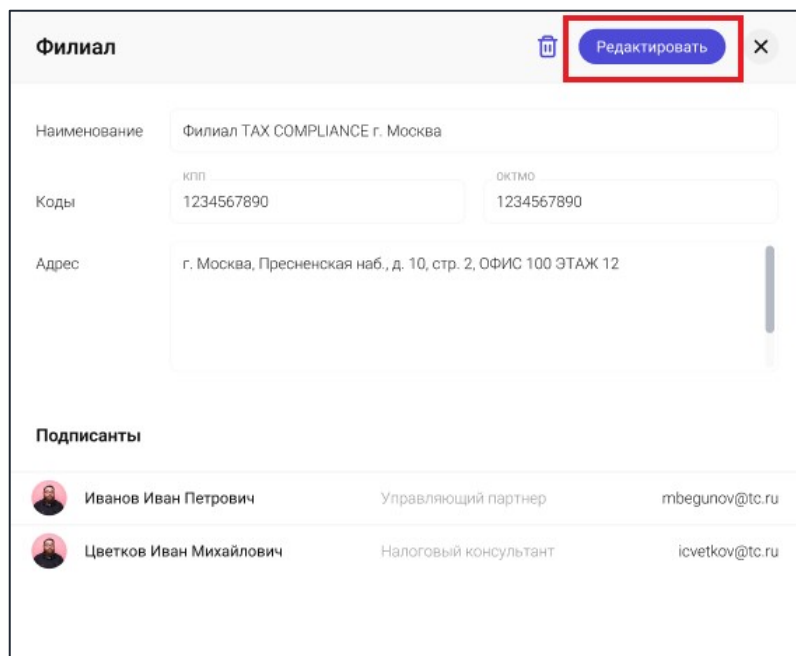 Филиал
Редактировать
Наименование
Филиал TAX COMPLIANCE г. Москва
Коды
КПП
1234567890
ОКТМО
1234567890
Адрес
г. Москва, Пресненская наб., д. 10, стр. 2, ОФИС 100 ЭТАЖ 12
Подписанты
Иванов Иван Петрович
Управляющий партнер
mbegunov@tc.ru
Цветков Иван Михайлович
Налоговый консультант
icvetkov@tc.ru